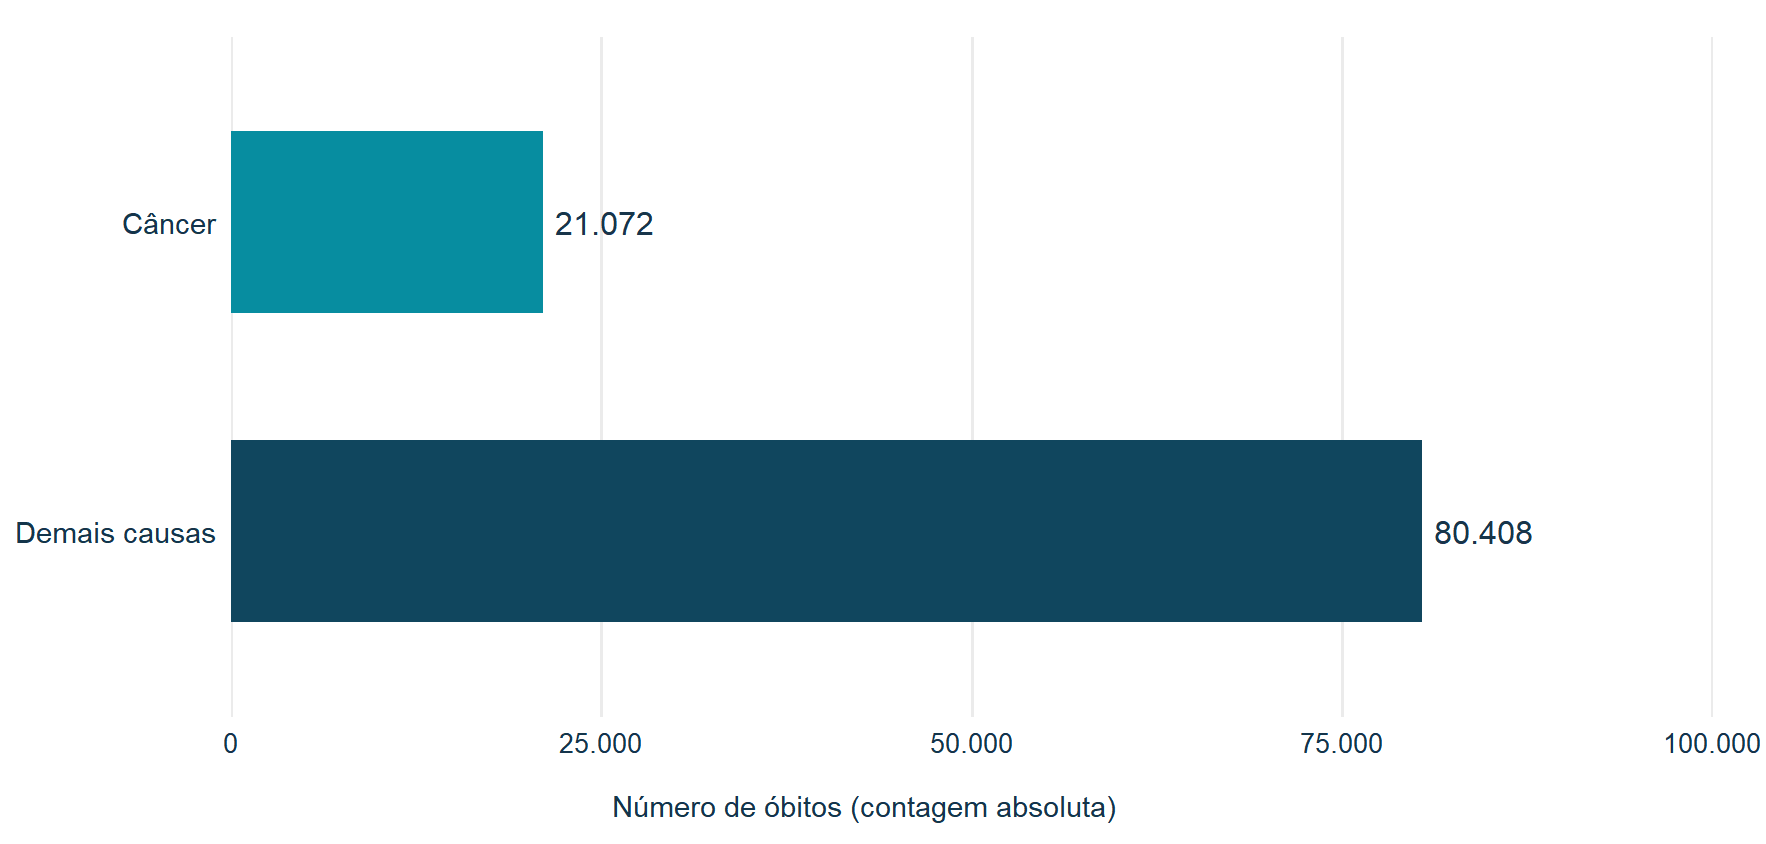 Câncer
21.072
Demais causas
80.408
0
25.000
50.000
75.000
100.000
Número de óbitos (contagem absoluta)